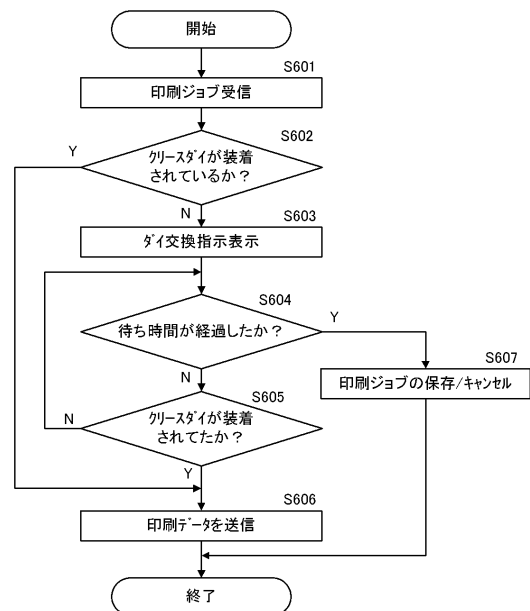 開始
S601
印刷ジョブ受信
S602
Y
ｸﾘｰｽﾀﾞｲが装着
されているか？
N
S603
ﾀﾞｲ交換指示表示
S604
待ち時間が経過したか？
Y
N
S607
印刷ジョブの保存/キャンセル
S605
ｸﾘｰｽﾀﾞｲが装着
されてたか？
N
Y
S606
印刷ﾃﾞｰﾀを送信
終了